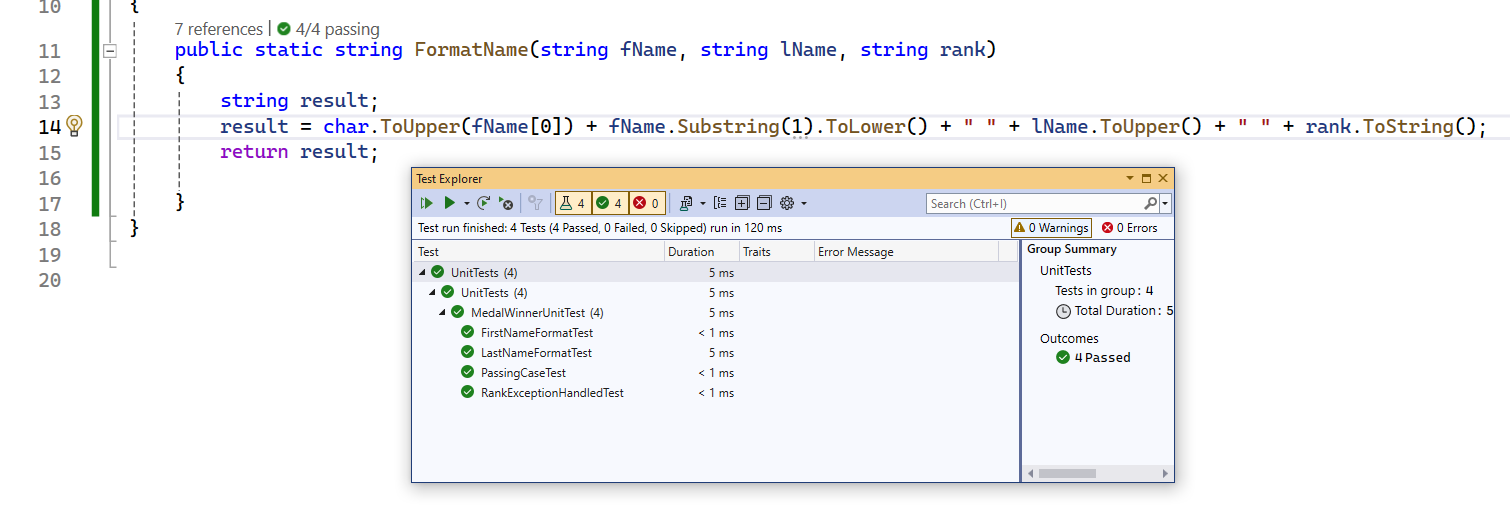 10 {
7 references | 4/4 passing
11 public static string FormatName(string fName, string lName, string rank)
12 {
13 string result;
14 result = char.ToUpper(fName[0]) + fName.Substring(1).ToLower() + " " + lName.ToUpper() + " " + rank.ToString();
15 return result;
16
17 }
18 }
19
20
Test Explorer
4 4 0 Search (Ctrl+I)
Test run finished: 4 Tests (4 Passed, 0 Failed, 0 Skipped) run in 120 ms 0 Warnings 0 Errors
Test Duration Traits Error Message
UnitTests (4) 5 ms
UnitTests (4) 5 ms
MedalWinnerUnitTest (4) 5 ms
FirstNameFormatTest < 1 ms
LastNameFormatTest 5 ms
PassingCaseTest < 1 ms
RankExceptionHandledTest < 1 ms
Group Summary
UnitTests
Tests in group: 4
Total Duration: 5
Outcomes
4 Passed